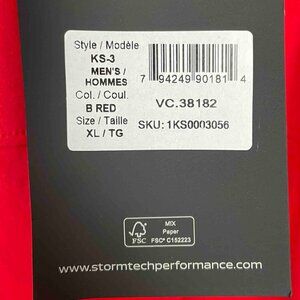 Style / Modèle
KS-3
MEN'S /
HOMMES
Col. / Coul.
B RED
Size / Taille
XL / TG
7 94249 90181 4
VC.38182
SKU: 1KS0003056
FSC
MIX
Paper
FSC® C152223
www.stormtechperformance.com